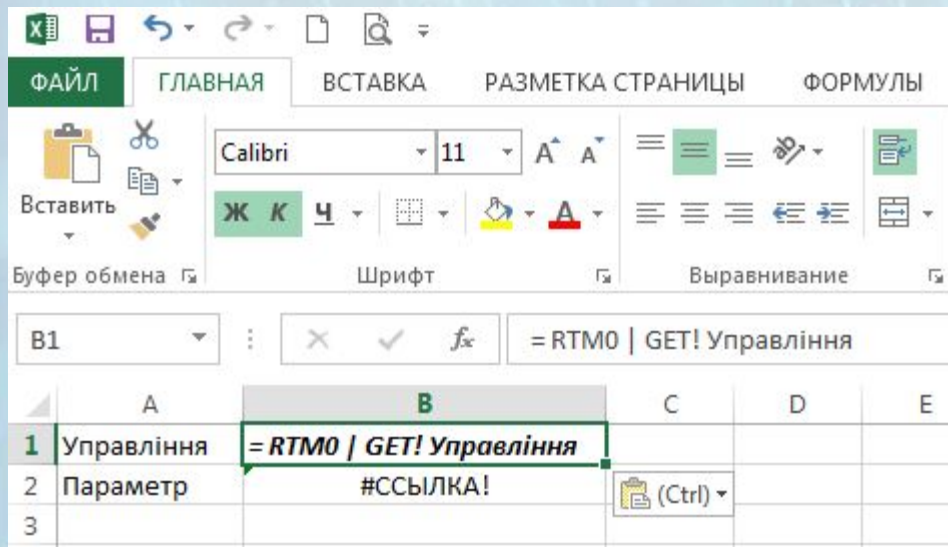 ФАЙЛ ГЛАВНАЯ ВСТАВКА РАЗМЕТКА СТРАНИЦЫ ФОРМУЛЫ
Calibri 11 A A
Вставить
Ж К Ч A
Буфер обмена Шрифт Выравнивание
B1 fx = RTM0 | GET! Управління
A B C D E
1 Управління = RTM0 | GET! Управління
2 Параметр #ССЫЛКА! (Ctrl)
3